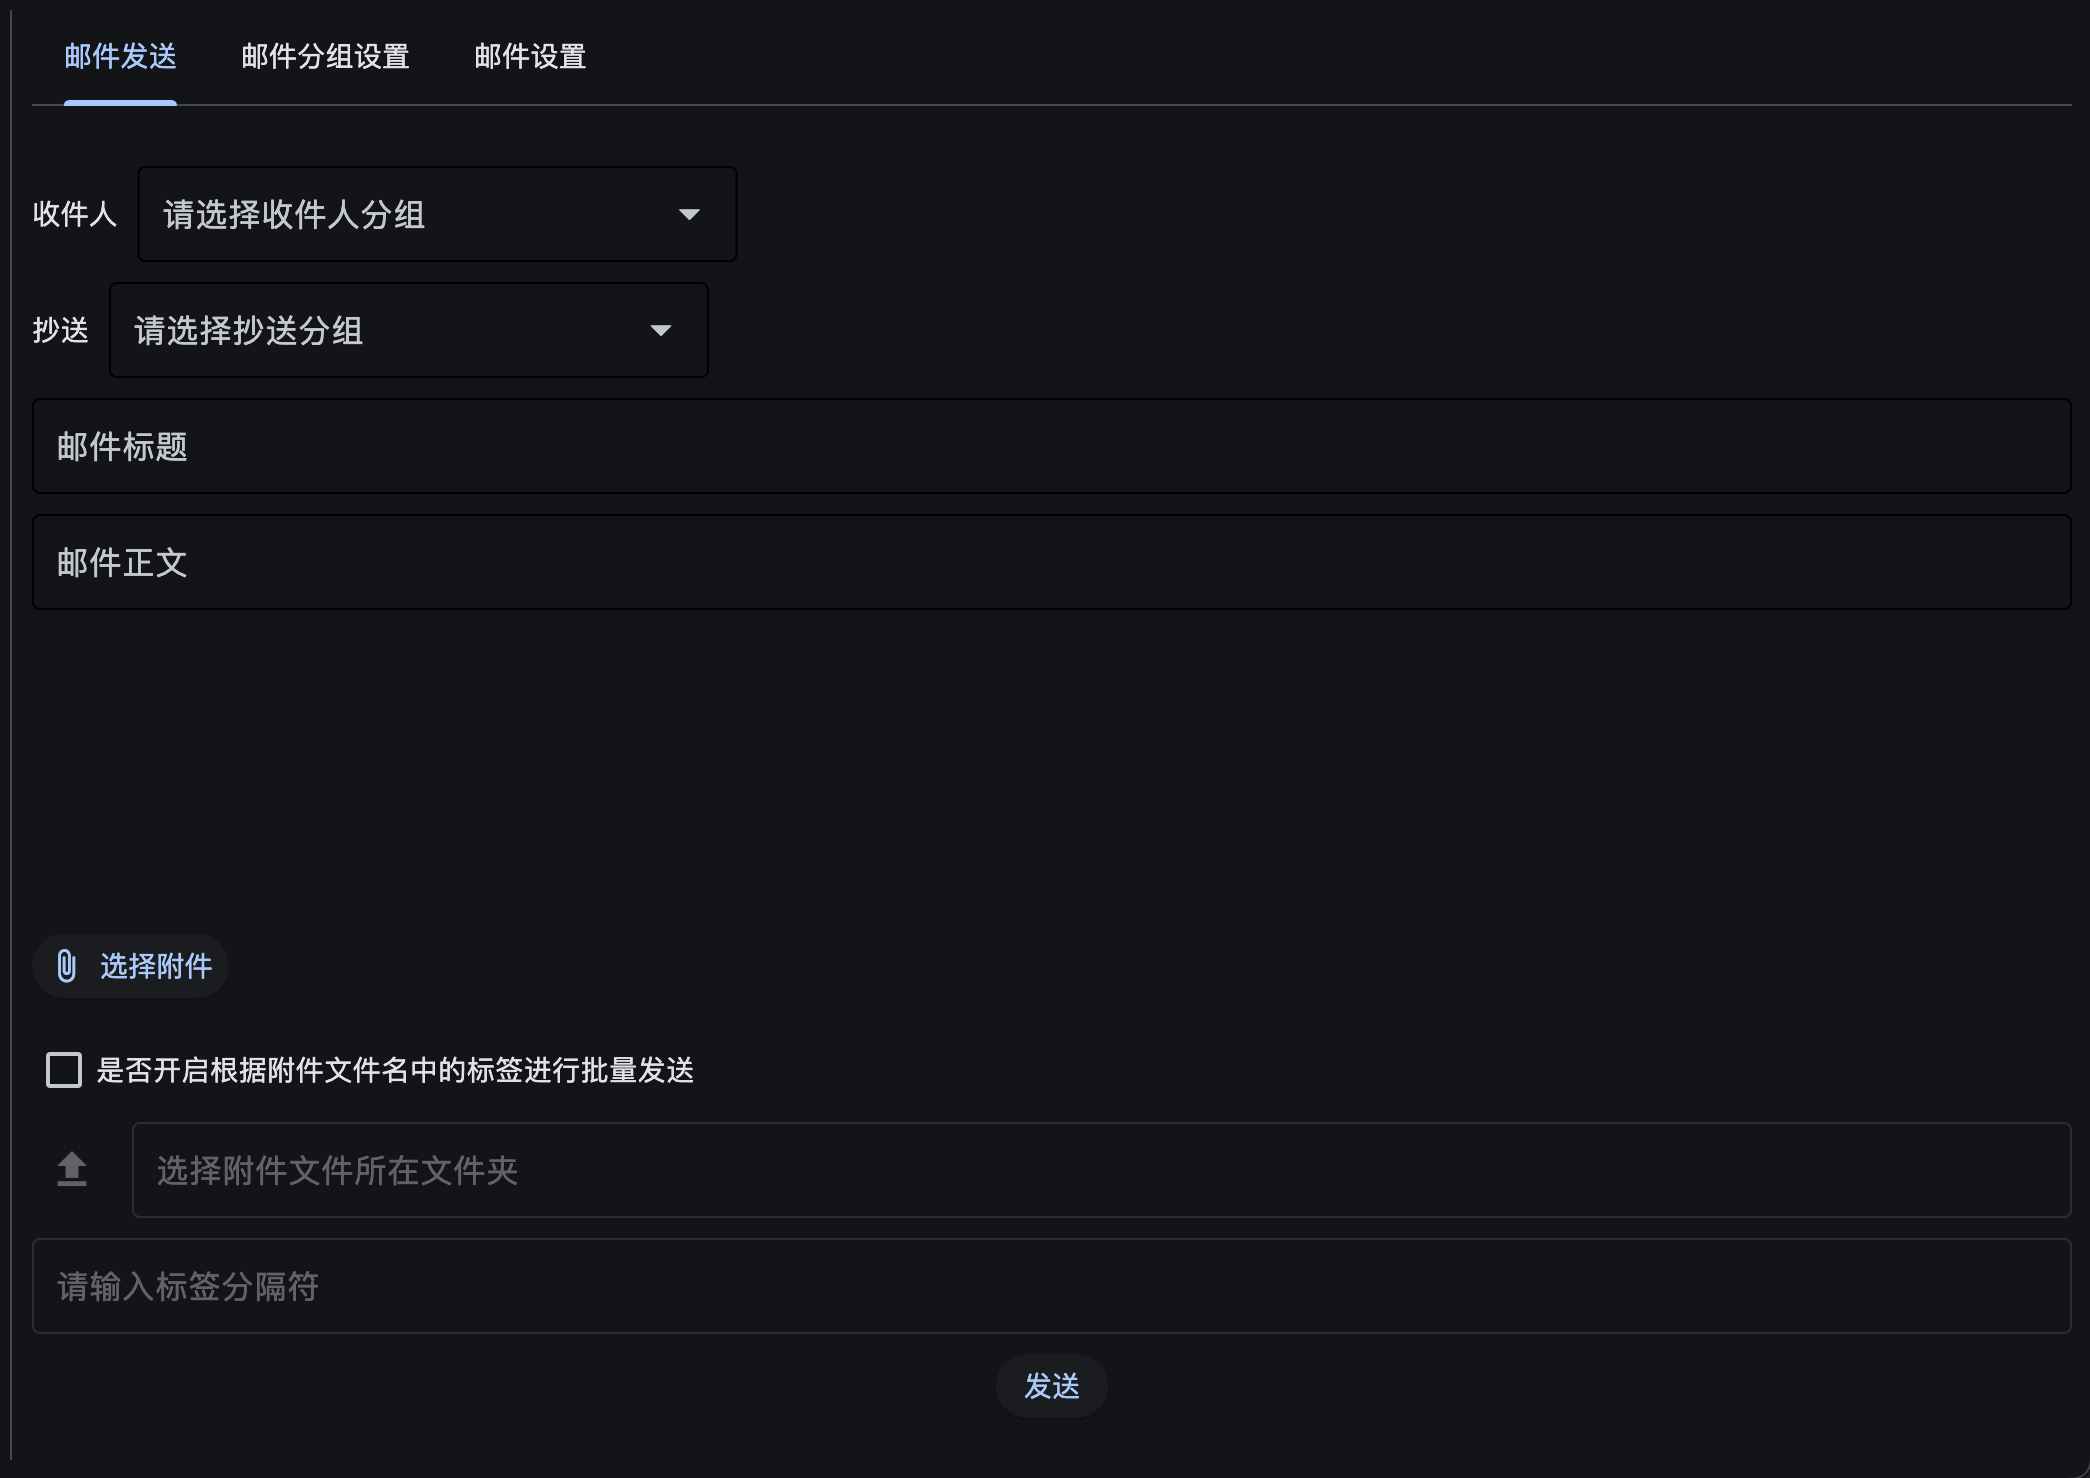 邮件发送 邮件分组设置 邮件设置
收件人 请选择收件人分组
抄送 请选择抄送分组
邮件标题
邮件正文
选择附件
是否开启根据附件文件名中的标签进行批量发送
选择附件文件所在文件夹
请输入标签分隔符
发送